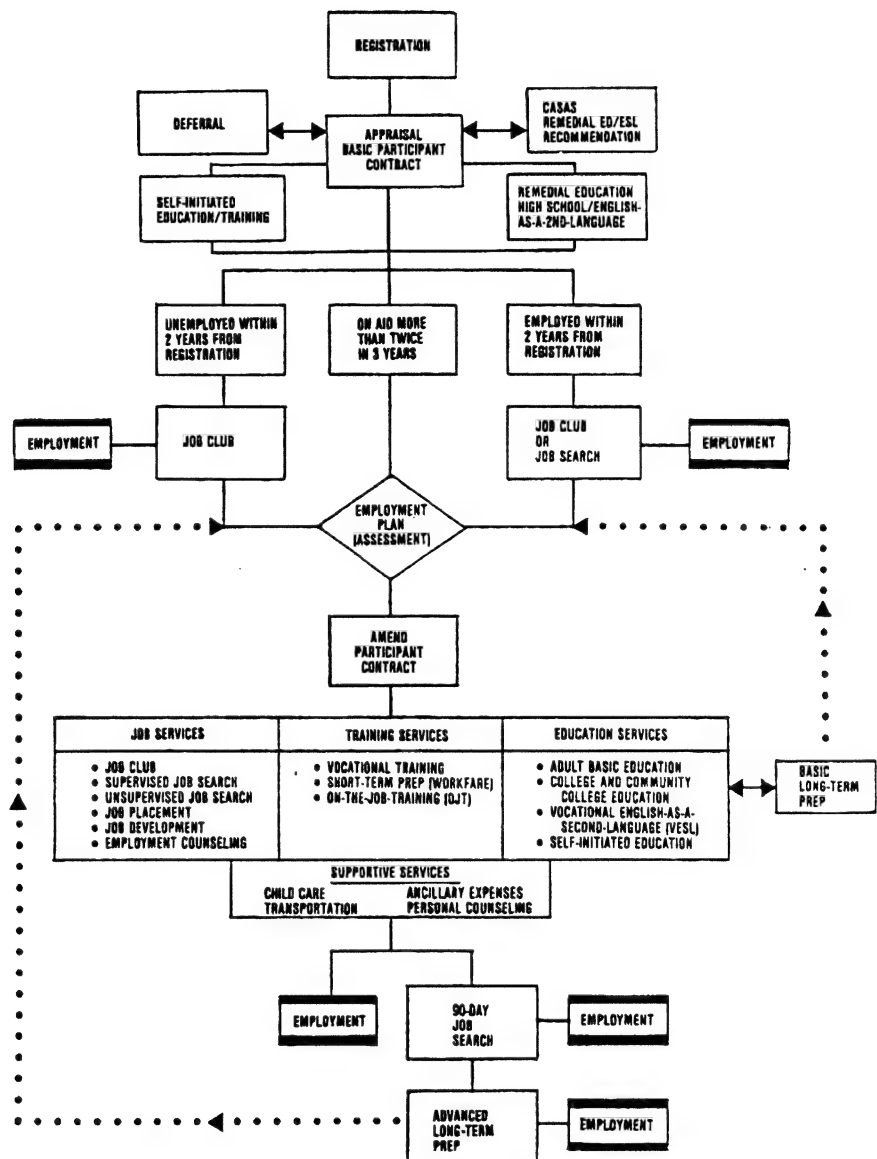 REGISTRATION
DEFERRAL
APPRAISAL
BASIC PARTICIPANT
CONTRACT
CASAS
REMEDIAL ED/ESL
RECOMMENDATION
SELF-INITIATED
EDUCATION/TRAINING
REMEDIAL EDUCATION
HIGH SCHOOL/ENGLISH-
AS-A-2ND-LANGUAGE
UNEMPLOYED WITHIN
2 YEARS FROM
REGISTRATION
ON AID MORE
THAN TWICE
IN 3 YEARS
EMPLOYED WITHIN
2 YEARS FROM
REGISTRATION
EMPLOYMENT
JOB CLUB
JOB CLUB
OR
JOB SEARCH
EMPLOYMENT
EMPLOYMENT
PLAN
(ASSESSMENT)
AMEND
PARTICIPANT
CONTRACT
JOB SERVICES
• JOB CLUB
• SUPERVISED JOB SEARCH
• UNSUPERVISED JOB SEARCH
• JOB PLACEMENT
• JOB DEVELOPMENT
• EMPLOYMENT COUNSELING
TRAINING SERVICES
• VOCATIONAL TRAINING
• SHORT-TERM PREP (WORKFARE)
• ON-THE-JOB-TRAINING (OJT)
EDUCATION SERVICES
• ADULT BASIC EDUCATION
• COLLEGE AND COMMUNITY
COLLEGE EDUCATION
• VOCATIONAL ENGLISH-AS-A-
SECOND-LANGUAGE (VESL)
• SELF-INITIATED EDUCATION
BASIC
LONG-TERM
PREP
SUPPORTIVE SERVICES
CHILD CARE ANCILLARY EXPENSES
TRANSPORTATION PERSONAL COUNSELING
EMPLOYMENT
90-DAY
JOB
SEARCH
EMPLOYMENT
ADVANCED
LONG-TERM
PREP
EMPLOYMENT